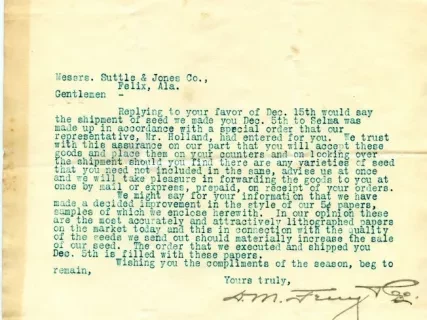 Messrs. Suttle & Jones Co.,
Felix, Ala.
Gentlemen -
Replying to your favor of Dec. 15th would say
the shipment of seed we made you Dec. 5th to Selma was
made up in accordance with a special order that our
representative, Mr. Holland, had entered for you. We trust
with this assurance on our part that you will accept these
goods and place them on your counters and on looking over
the shipment should you find there are any varieties of seed
that you need not included in the same, advise us at once
and we will take pleasure in forwarding the goods to you at
once by mail or express, prepaid, on receipt of your orders.
We might say for your information that we have
made a decided improvement in the style of our 5¢ papers,
samples of which we enclose herewith. In our opinion these
are the most accurately and attractively lithographed papers
on the market today and this in connection with the quality
of the seeds we send out should materially increase the sale
of our seed. The order that we executed and shipped you
Dec. 5th is filled with these papers.
Wishing you the compliments of the season, beg to
remain,
Yours truly,
D.M. Ferry & Co.